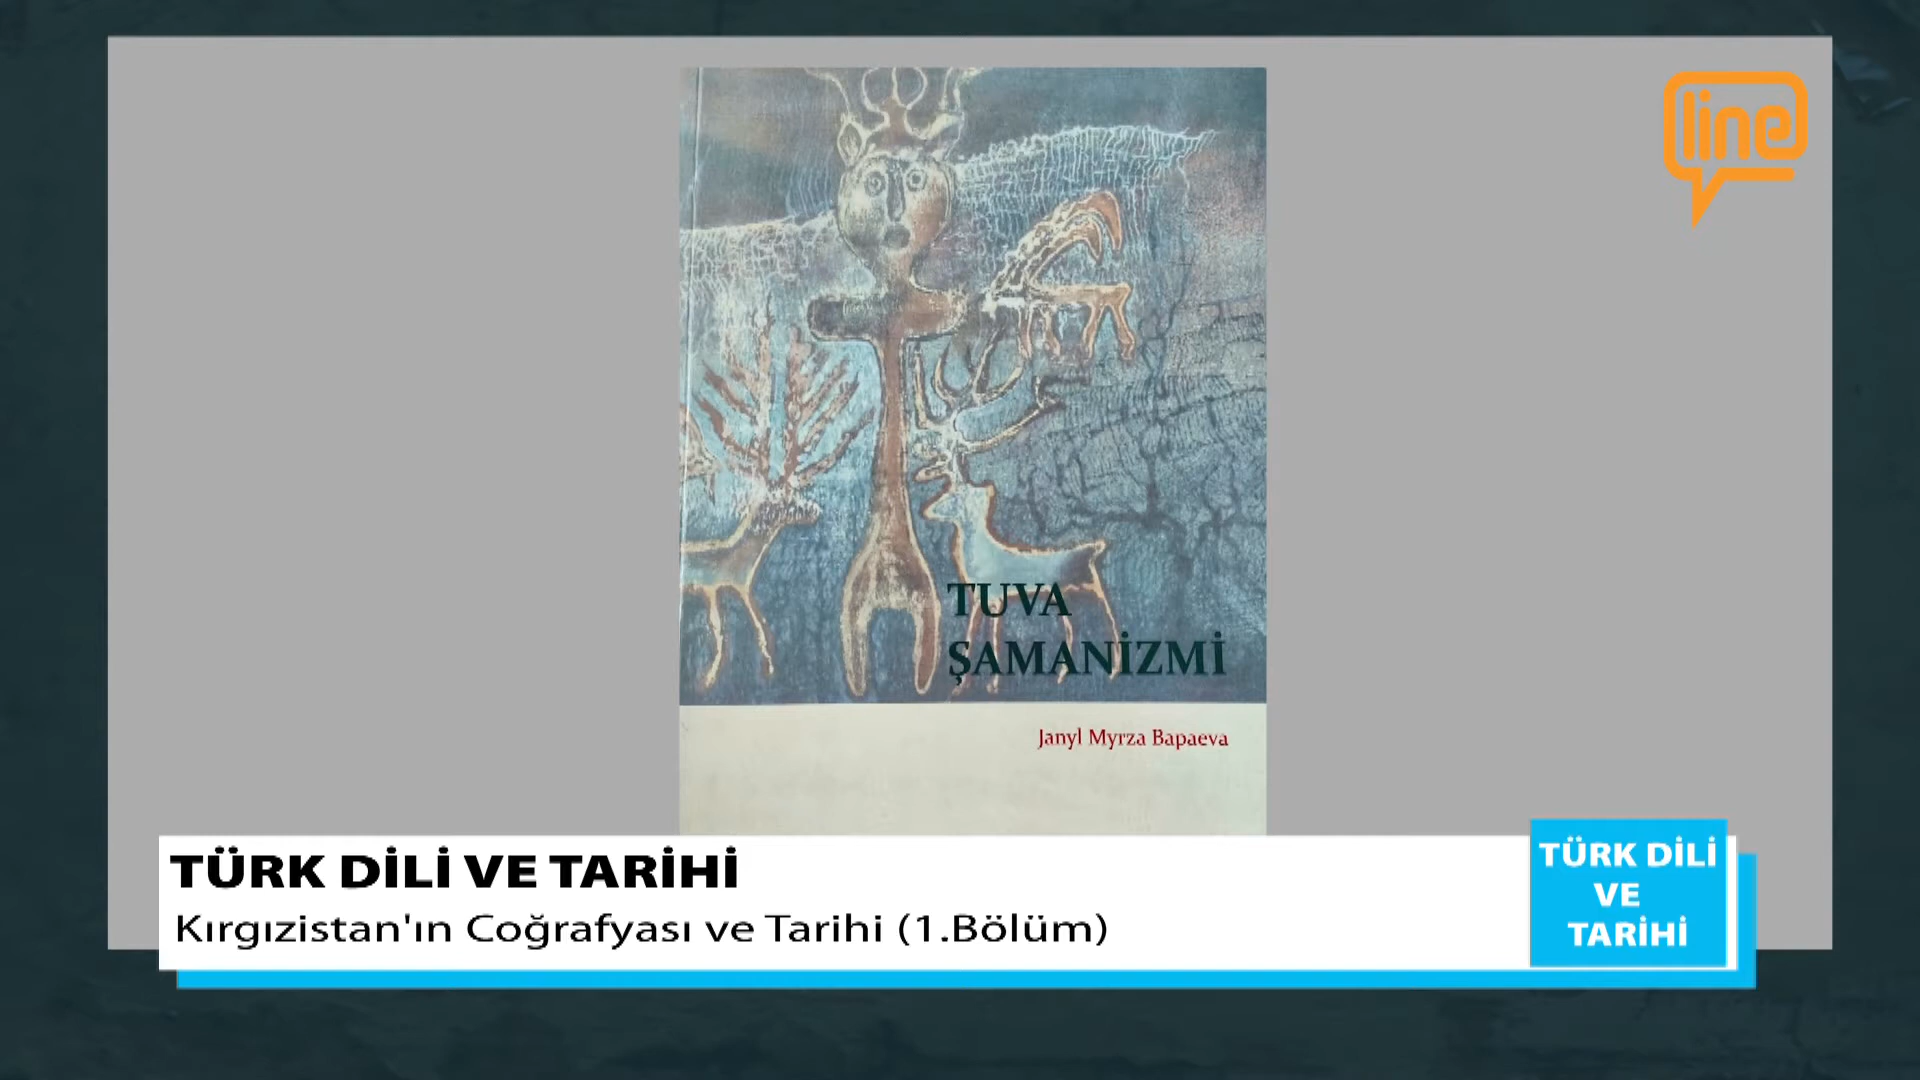 line
TUVA
ŞAMANİZMİ
Janyl Myrza Bapaeva
TÜRK DİLİ VE TARİHİ
Kırgızistan'ın Coğrafyası ve Tarihi (1.Bölüm)
TÜRK DİLİ
VE
TARİHİ